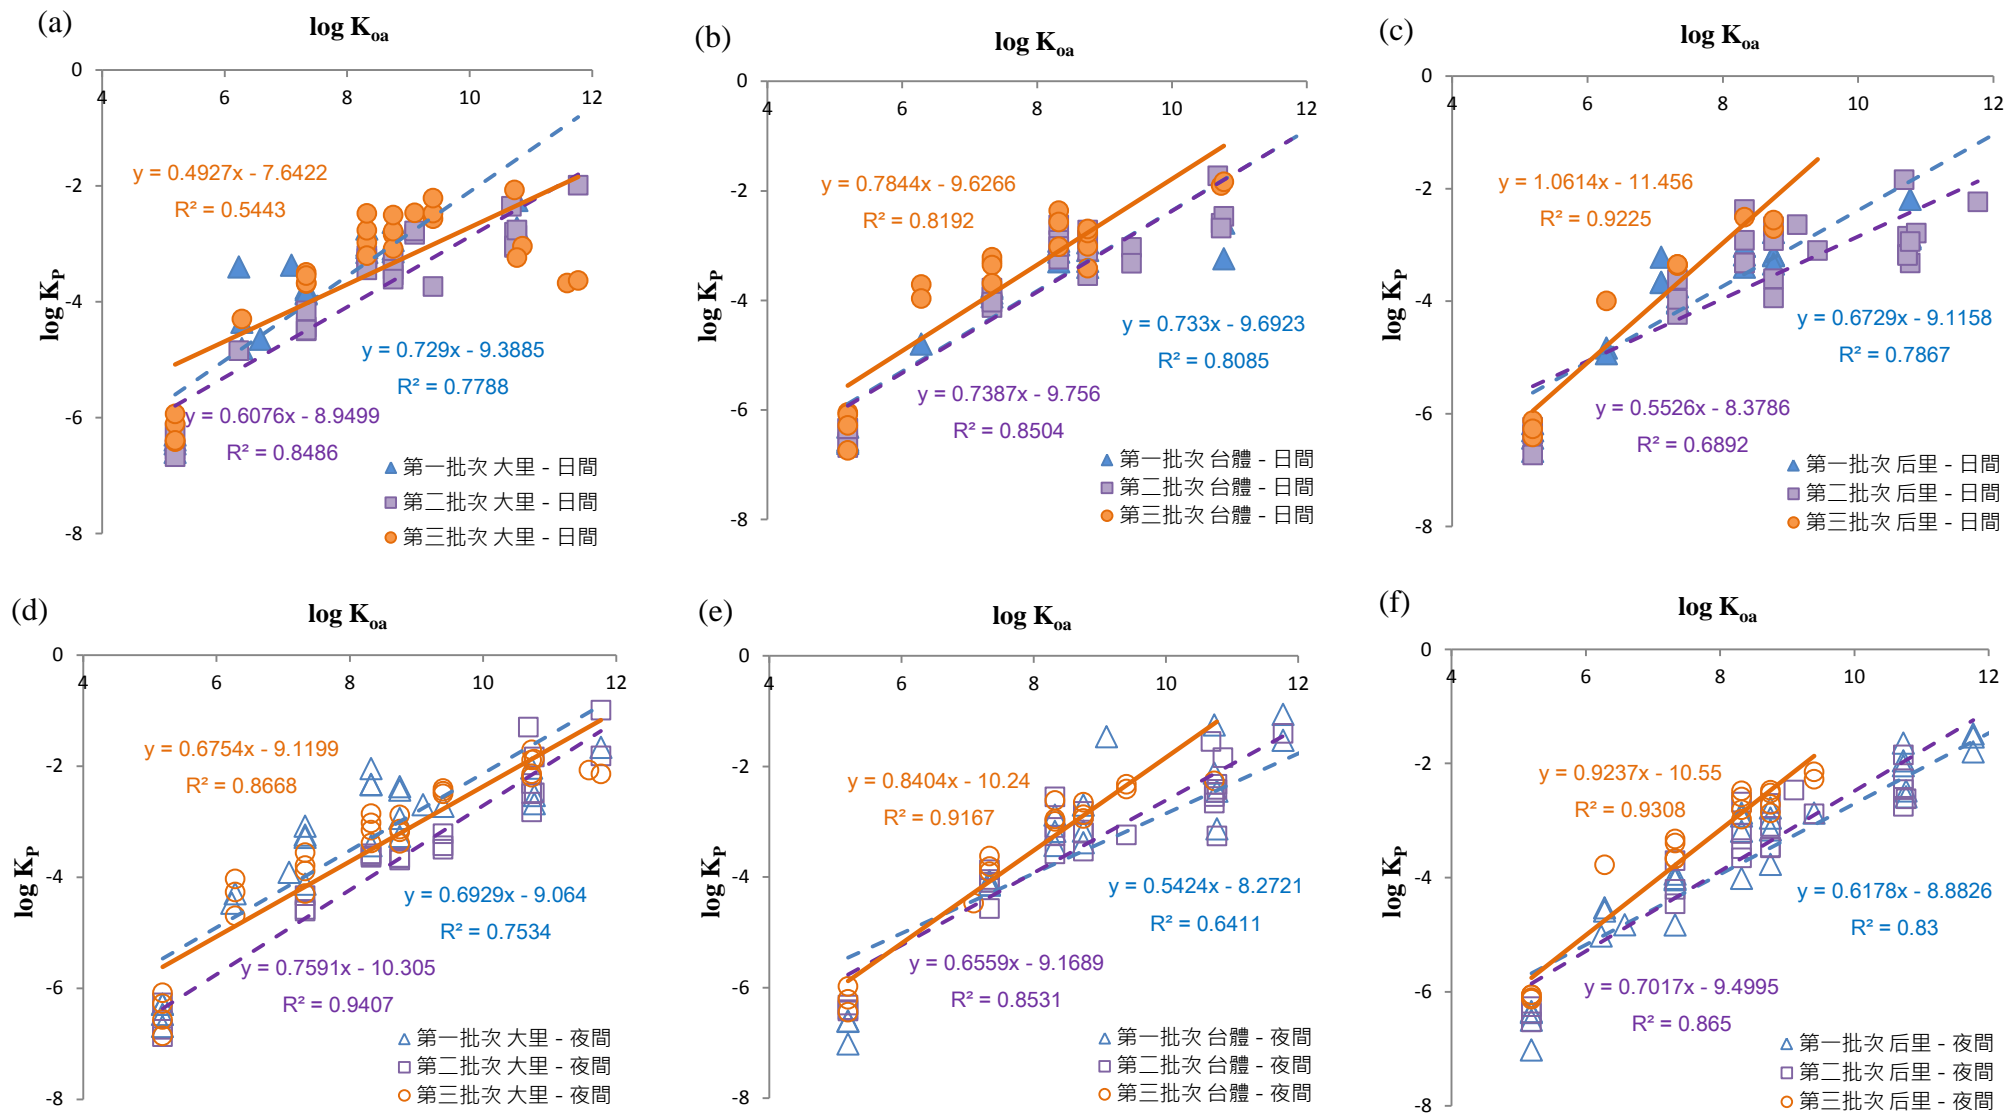 (a)
log Koa
0
4
6
8
10
12
y = 0.4927x - 7.6422
R² = 0.5443
-2
log KP
-4
y = 0.729x - 9.3885
R² = 0.7788
-6
y = 0.6076x - 8.9499
R² = 0.8486
第一批次 大里 - 日間
第二批次 大里 - 日間
第三批次 大里 - 日間
-8
(b)
log Koa
0
4
6
8
10
12
y = 0.7844x - 9.6266
R² = 0.8192
-2
log KP
-4
y = 0.733x - 9.6923
R² = 0.8085
y = 0.7387x - 9.756
R² = 0.8504
-6
第一批次 台體 - 日間
第二批次 台體 - 日間
第三批次 台體 - 日間
-8
(c)
log Koa
0
4
6
8
10
12
y = 1.0614x - 11.456
R² = 0.9225
-2
log KP
-4
y = 0.6729x - 9.1158
R² = 0.7867
y = 0.5526x - 8.3786
R² = 0.6892
-6
第一批次 后里 - 日間
第二批次 后里 - 日間
第三批次 后里 - 日間
-8
(d)
log Koa
0
4
6
8
10
12
y = 0.6754x - 9.1199
R² = 0.8668
-2
log KP
-4
y = 0.6929x - 9.064
R² = 0.7534
y = 0.7591x - 10.305
R² = 0.9407
-6
第一批次 大里 - 夜間
第二批次 大里 - 夜間
第三批次 大里 - 夜間
-8
(e)
log Koa
0
4
6
8
10
12
y = 0.8404x - 10.24
R² = 0.9167
-2
log KP
-4
y = 0.5424x - 8.2721
R² = 0.6411
y = 0.6559x - 9.1689
R² = 0.8531
-6
第一批次 台體 - 夜間
第二批次 台體 - 夜間
第三批次 台體 - 夜間
-8
(f)
log Koa
0
4
6
8
10
12
y = 0.9237x - 10.55
R² = 0.9308
-2
log KP
-4
y = 0.6178x - 8.8826
R² = 0.83
y = 0.7017x - 9.4995
R² = 0.865
-6
第一批次 后里 - 夜間
第二批次 后里 - 夜間
第三批次 后里 - 夜間
-8